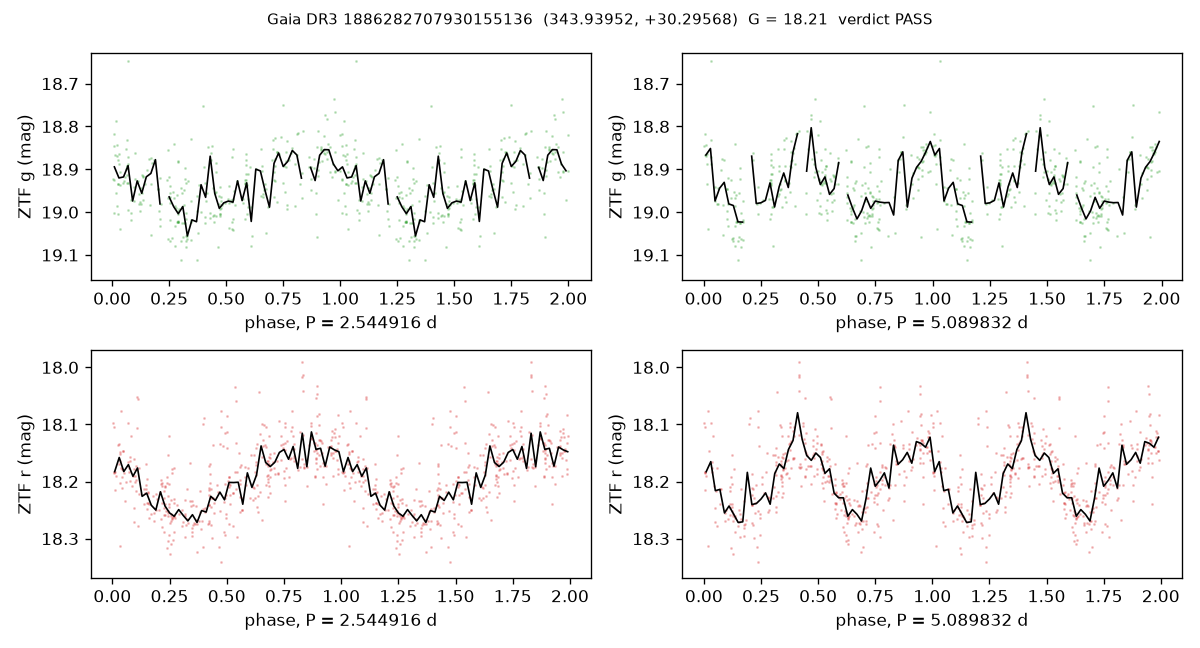 Gaia DR3 1886282707930155136 (343.93952, +30.29568) G = 18.21 verdict PASS
ZTF g (mag)
18.7
18.8
18.9
19.0
19.1
0.00 0.25 0.50 0.75 1.00 1.25 1.50 1.75 2.00
phase, P = 2.544916 d
0.00 0.25 0.50 0.75 1.00 1.25 1.50 1.75 2.00
phase, P = 5.089832 d
ZTF g (mag)
18.7
18.8
18.9
19.0
19.1
ZTF r (mag)
18.0
18.1
18.2
18.3
0.00 0.25 0.50 0.75 1.00 1.25 1.50 1.75 2.00
phase, P = 2.544916 d
ZTF r (mag)
18.0
18.1
18.2
18.3
0.00 0.25 0.50 0.75 1.00 1.25 1.50 1.75 2.00
phase, P = 5.089832 d